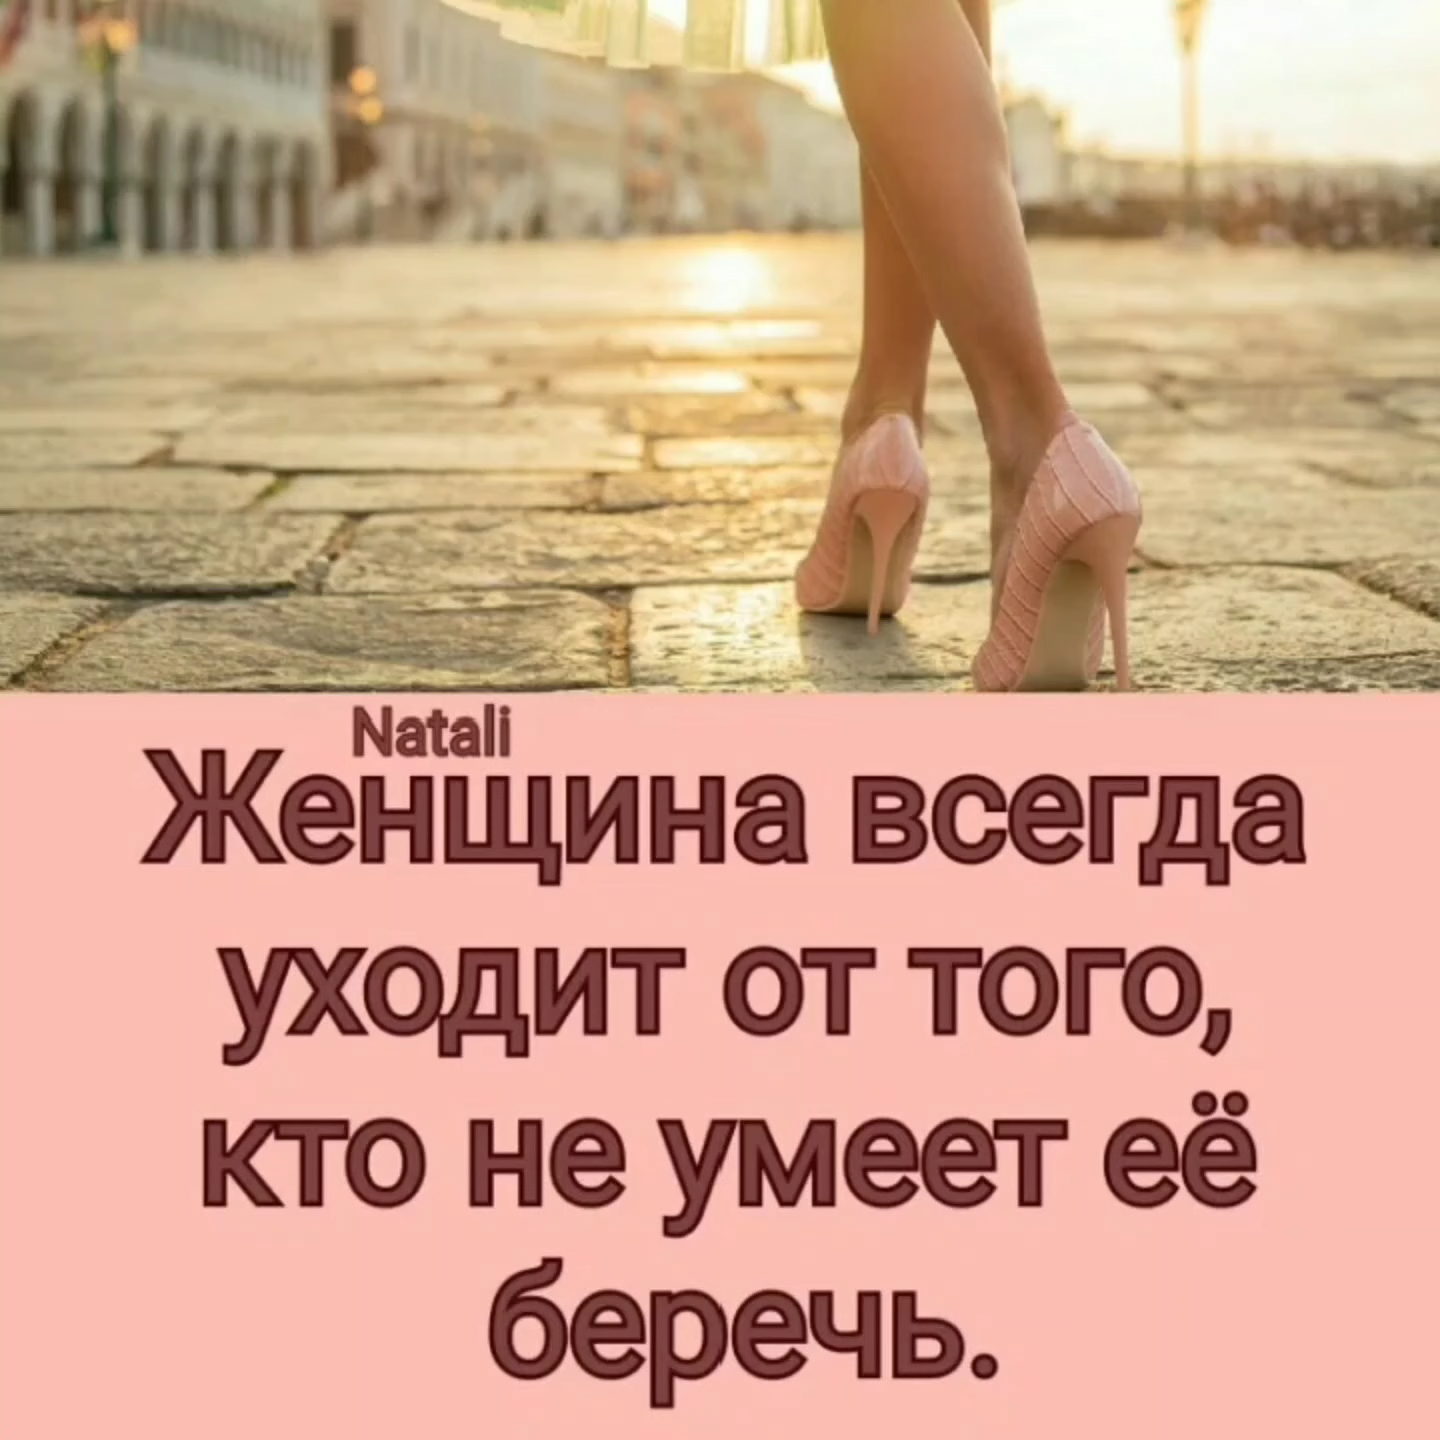 Natali
Женщина всегда
уходит от того,
кто не умеет её
беречь.